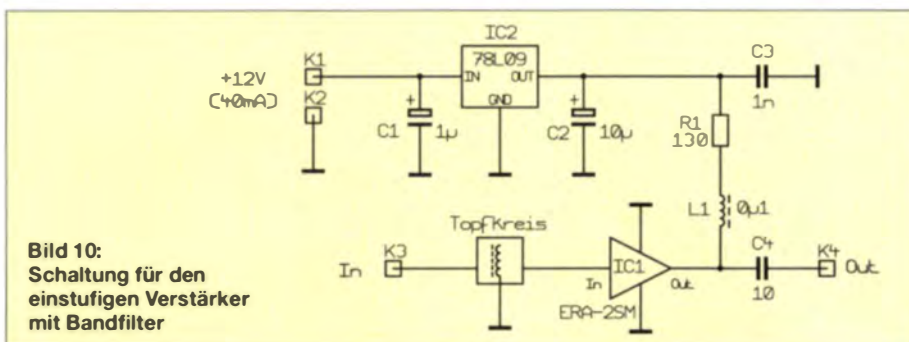 IC2
78L09
IN OUT
GND
K1
+12V
(40mA)
K2
+
C1
1µ
+
C2
10µ
C3
1n
R1
130
L1
0µ1
Topfkreis
K3
In
IC1
In
Out
ERA-2SM
C4
10
K4
Out
Bild 10:
Schaltung für den
einstufigen Verstärker
mit Bandfilter